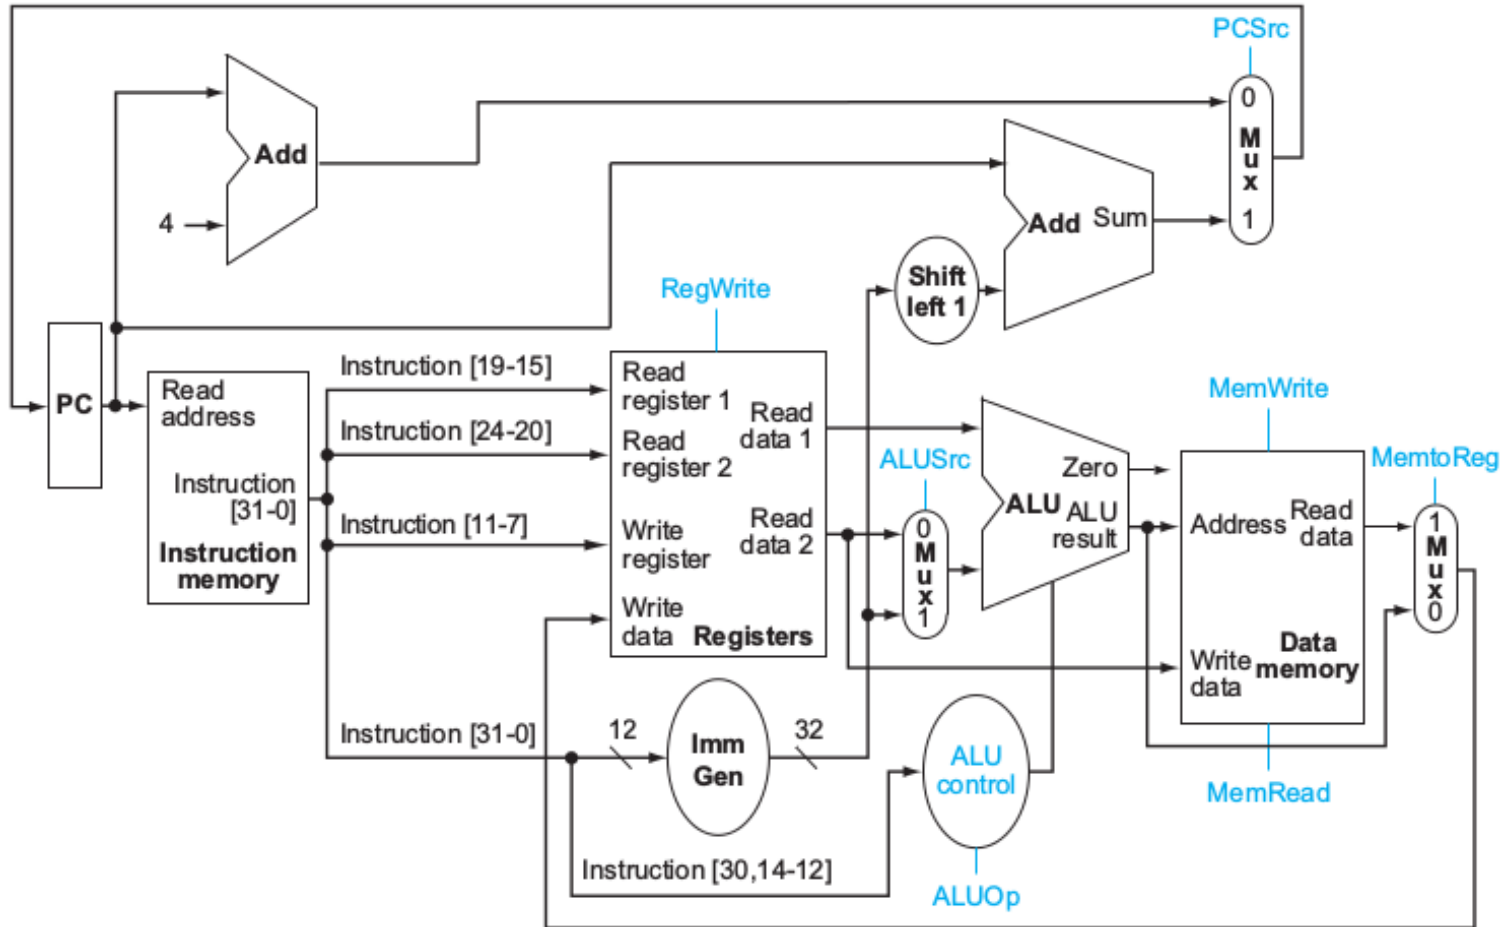 PCSrc
0
M
u
x
1
Add
4
Add Sum
Shift
left 1
RegWrite
PC
Read
address
Instruction
[31-0]
Instruction
memory
Instruction [19-15]
Instruction [24-20]
Instruction [11-7]
Instruction [31-0]
Read
register 1
Read
register 2
Write
register
Write
data
Read
data 1
Read
data 2
Registers
ALUSrc
0
M
u
x
1
Zero
ALU
ALU
result
MemWrite
Address
Read
data
Write
data
Data
memory
MemRead
MemtoReg
1
M
u
x
0
12
Imm
Gen
32
ALU
control
Instruction [30,14-12]
ALUOp